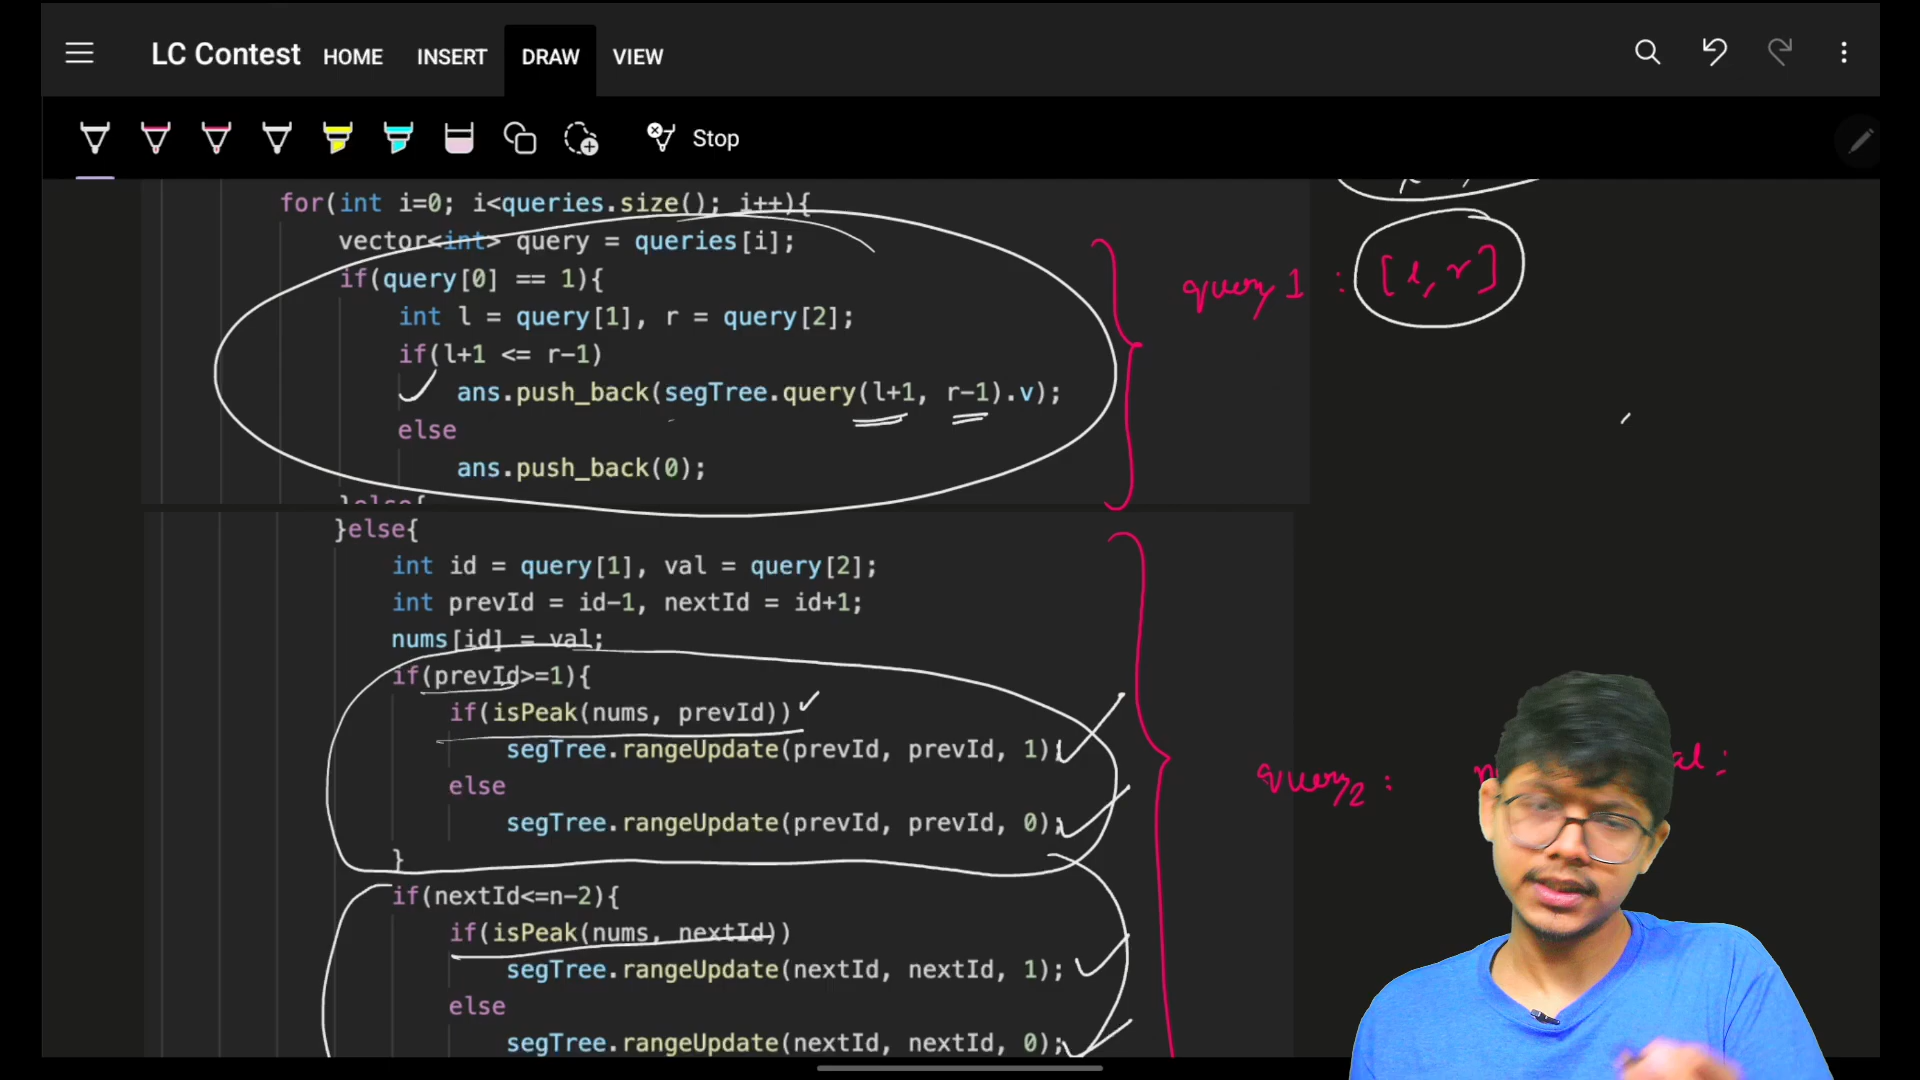 LC Contest HOME INSERT DRAW VIEW
Stop
for(int i=0; i<queries.size(); i++){
vector<int> query = queries[i];
if(query[0] == 1){
int l = query[1], r = query[2];
if(l+1 <= r-1)
ans.push_back(segTree.query(l+1, r-1).v);
else
ans.push_back(0);
}else{
query 1 : [l, r]
}else{
int id = query[1], val = query[2];
int prevId = id-1, nextId = id+1;
nums[id] = val;
if(prevId>=1){
if(isPeak(nums, prevId))
segTree.rangeUpdate(prevId, prevId, 1);
else
segTree.rangeUpdate(prevId, prevId, 0);
}
if(nextId<=n-2){
if(isPeak(nums, nextId))
segTree.rangeUpdate(nextId, nextId, 1);
else
segTree.rangeUpdate(nextId, nextId, 0);
query2 :